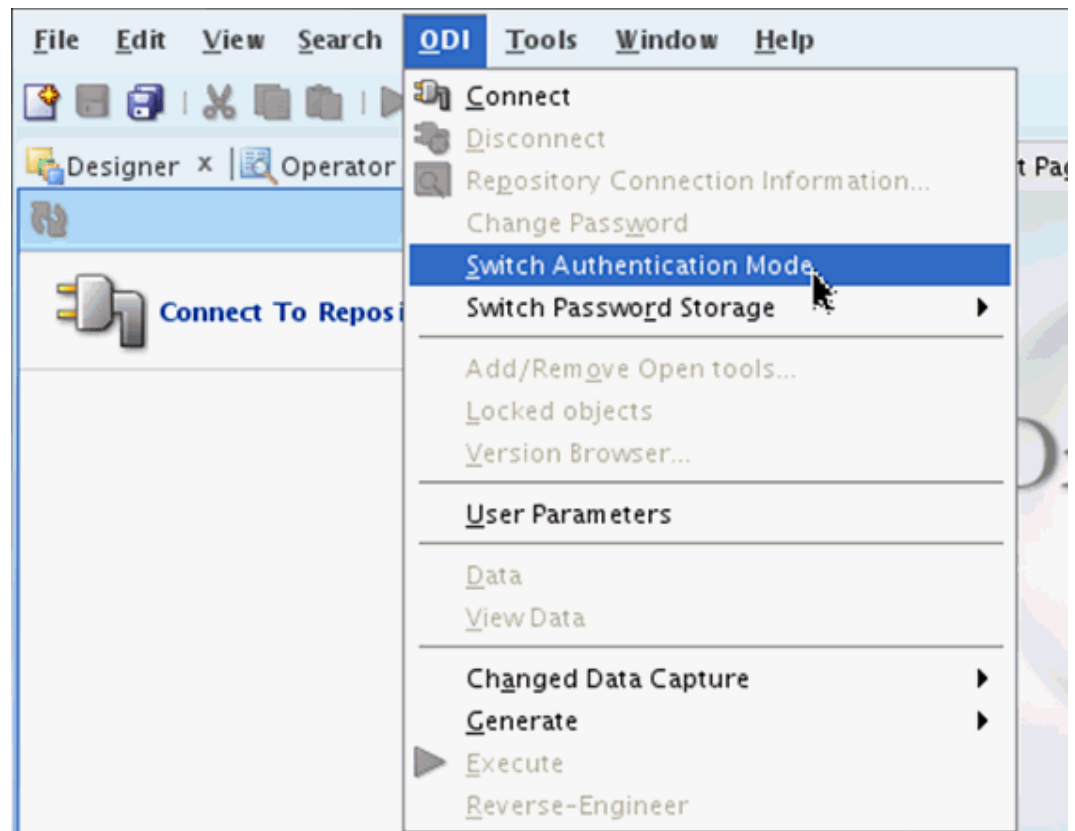 File Edit View Search ODI Tools Window Help
Designer x Operator
Connect
Disconnect
Repository Connection Information...
Change Password
Switch Authentication Mode
Switch Password Storage
Add/Remove Open tools...
Locked objects
Version Browser...
User Parameters
Data
View Data
Changed Data Capture
Generate
Execute
Reverse-Engineer
Connect To Reposi
t Pag